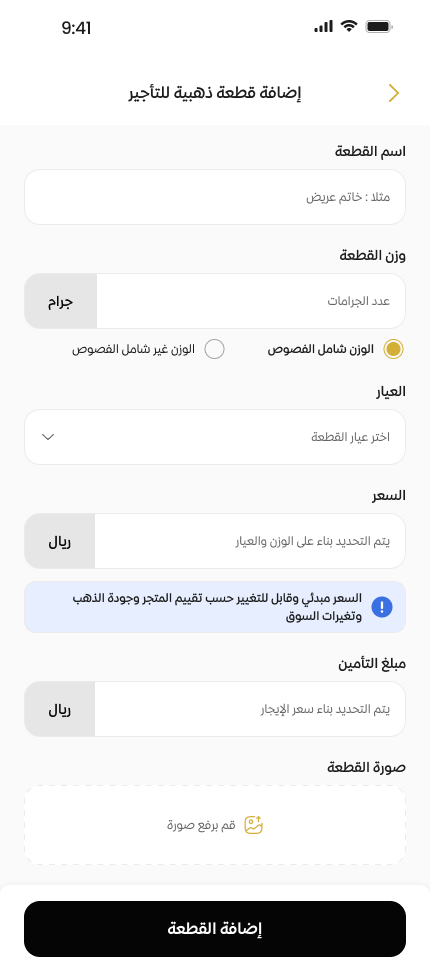 9:41
إضافة قطعة ذهبية للتأجير
اسم القطعة
مثلا : خاتم عريض
وزن القطعة
عدد الجرامات
جرام
الوزن شامل الفصوص
الوزن غير شامل الفصوص
العيار
اختر عيار القطعة
السعر
يتم التحديد بناء على الوزن والعيار
ريال
السعر مبدئي وقابل للتغيير حسب تقييم المتجر وجودة الذهب
وتغيرات السوق
مبلغ التأمين
يتم التحديد بناء سعر الإيجار
ريال
صورة القطعة
قم برفع صورة
إضافة القطعة